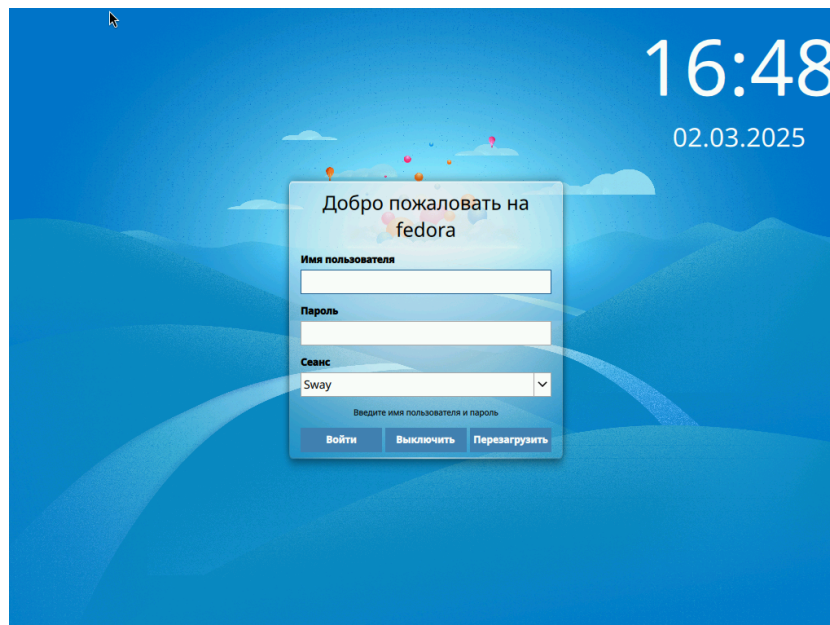 16:48
02.03.2025
Добро пожаловать на
fedora
Имя пользователя
Пароль
Сеанс
Sway
Введите имя пользователя и пароль
Войти Выключить Перезагрузить